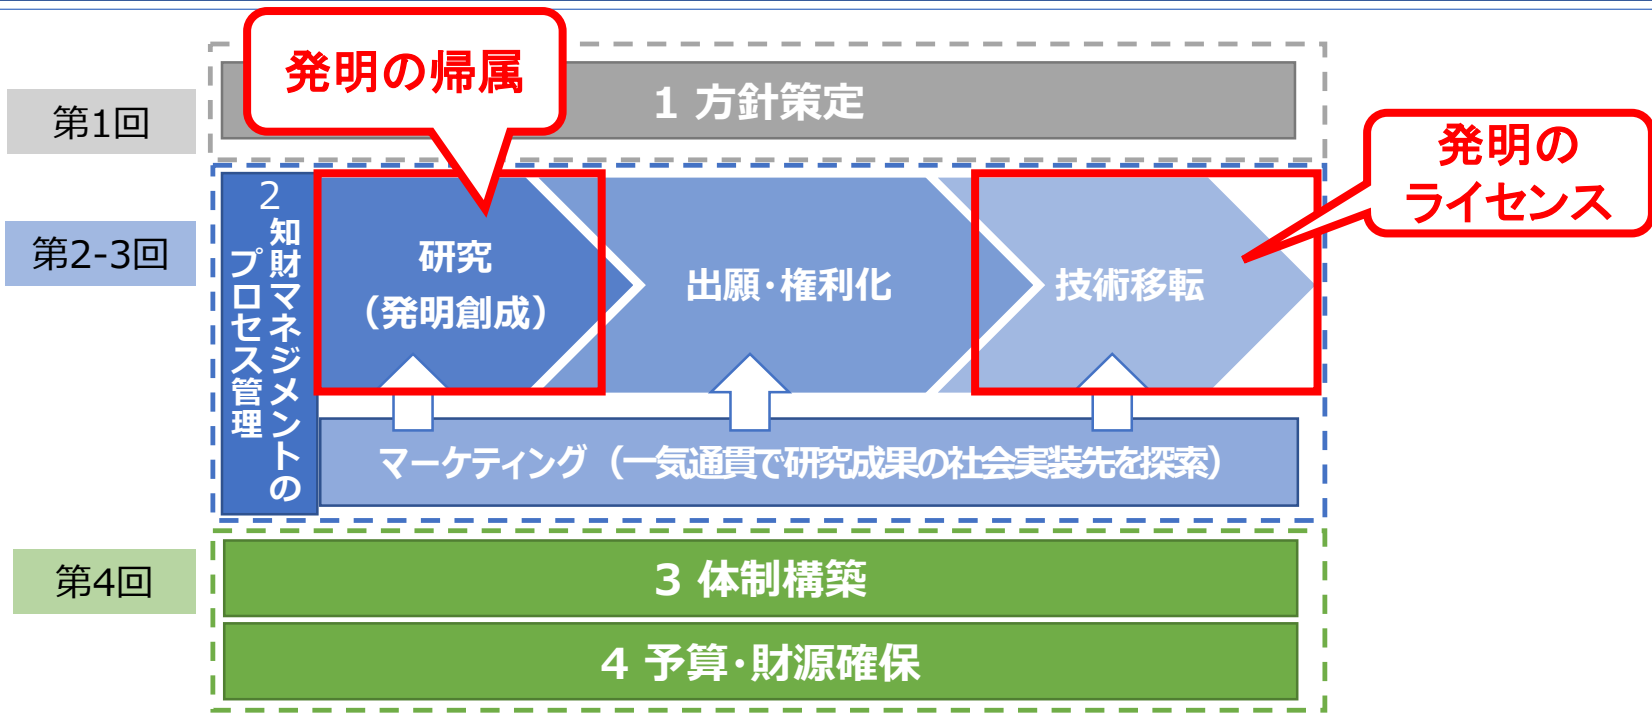 発明の帰属
1 方針策定
第1回
発明の
ライセンス
第2-3回
2
知財マネジメントの
プロセス管理
研究
（発明創成）
出願・権利化
技術移転
マーケティング（一気通貫で研究成果の社会実装先を探索）
第4回
3 体制構築
4 予算・財源確保